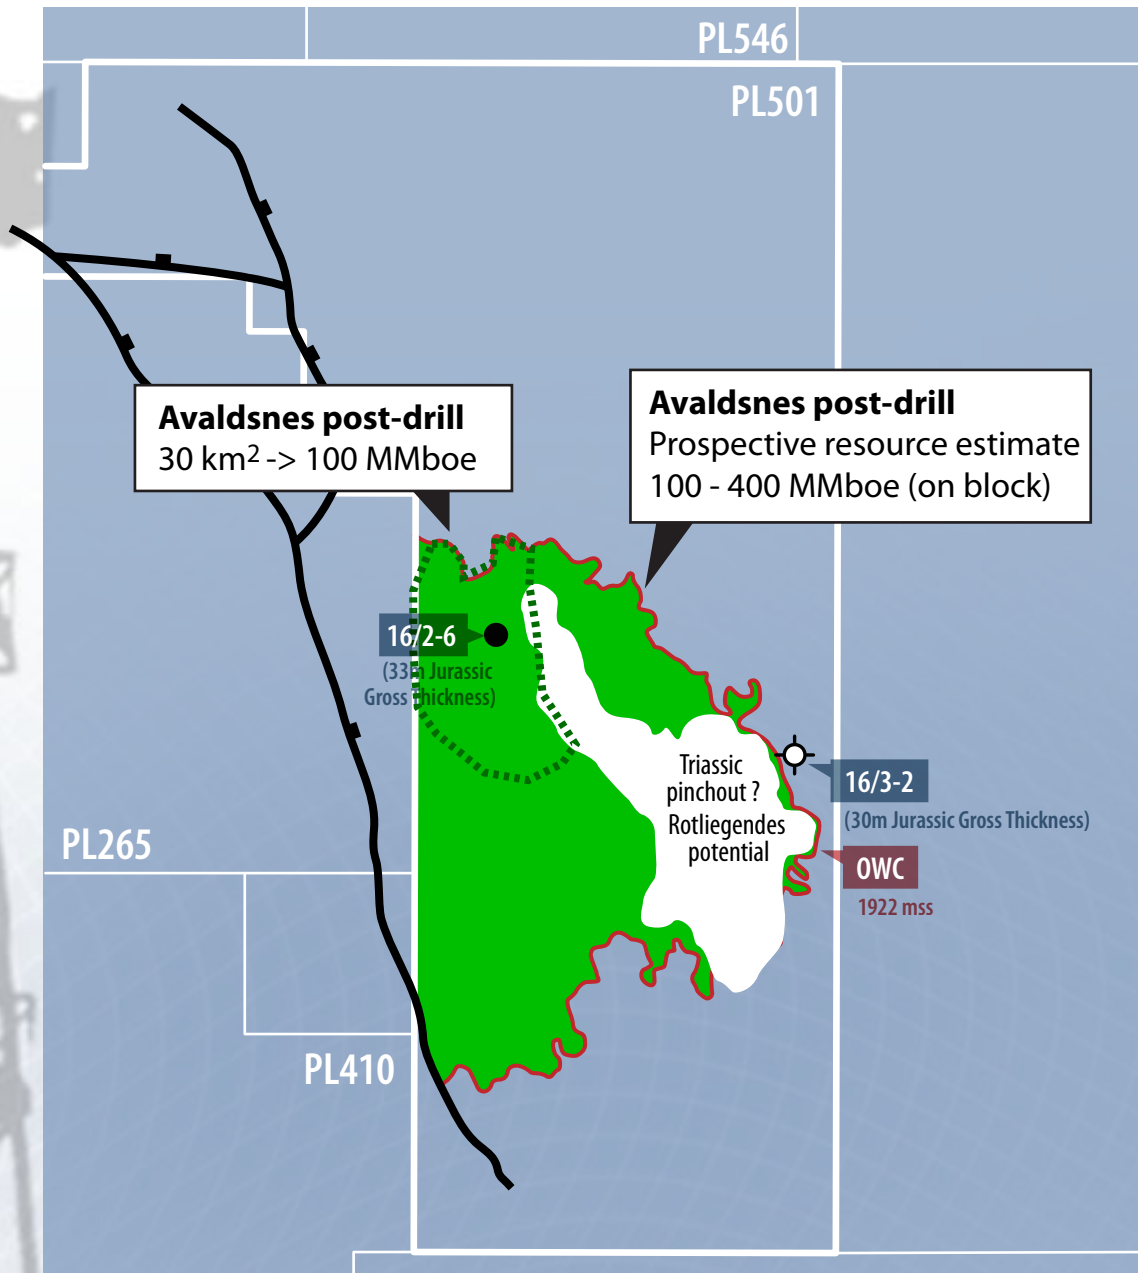 PL546
PL501
Avaldsnes post-drill
30 km² -> 100 MMboe
Avaldsnes post-drill
Prospective resource estimate
100 - 400 MMboe (on block)
16/2-6
(33m Jurassic
Gross Thickness)
Triassic
pinchout ?
Rotliegendes
potential
16/3-2
(30m Jurassic Gross Thickness)
OWC
1922 mss
PL265
PL410